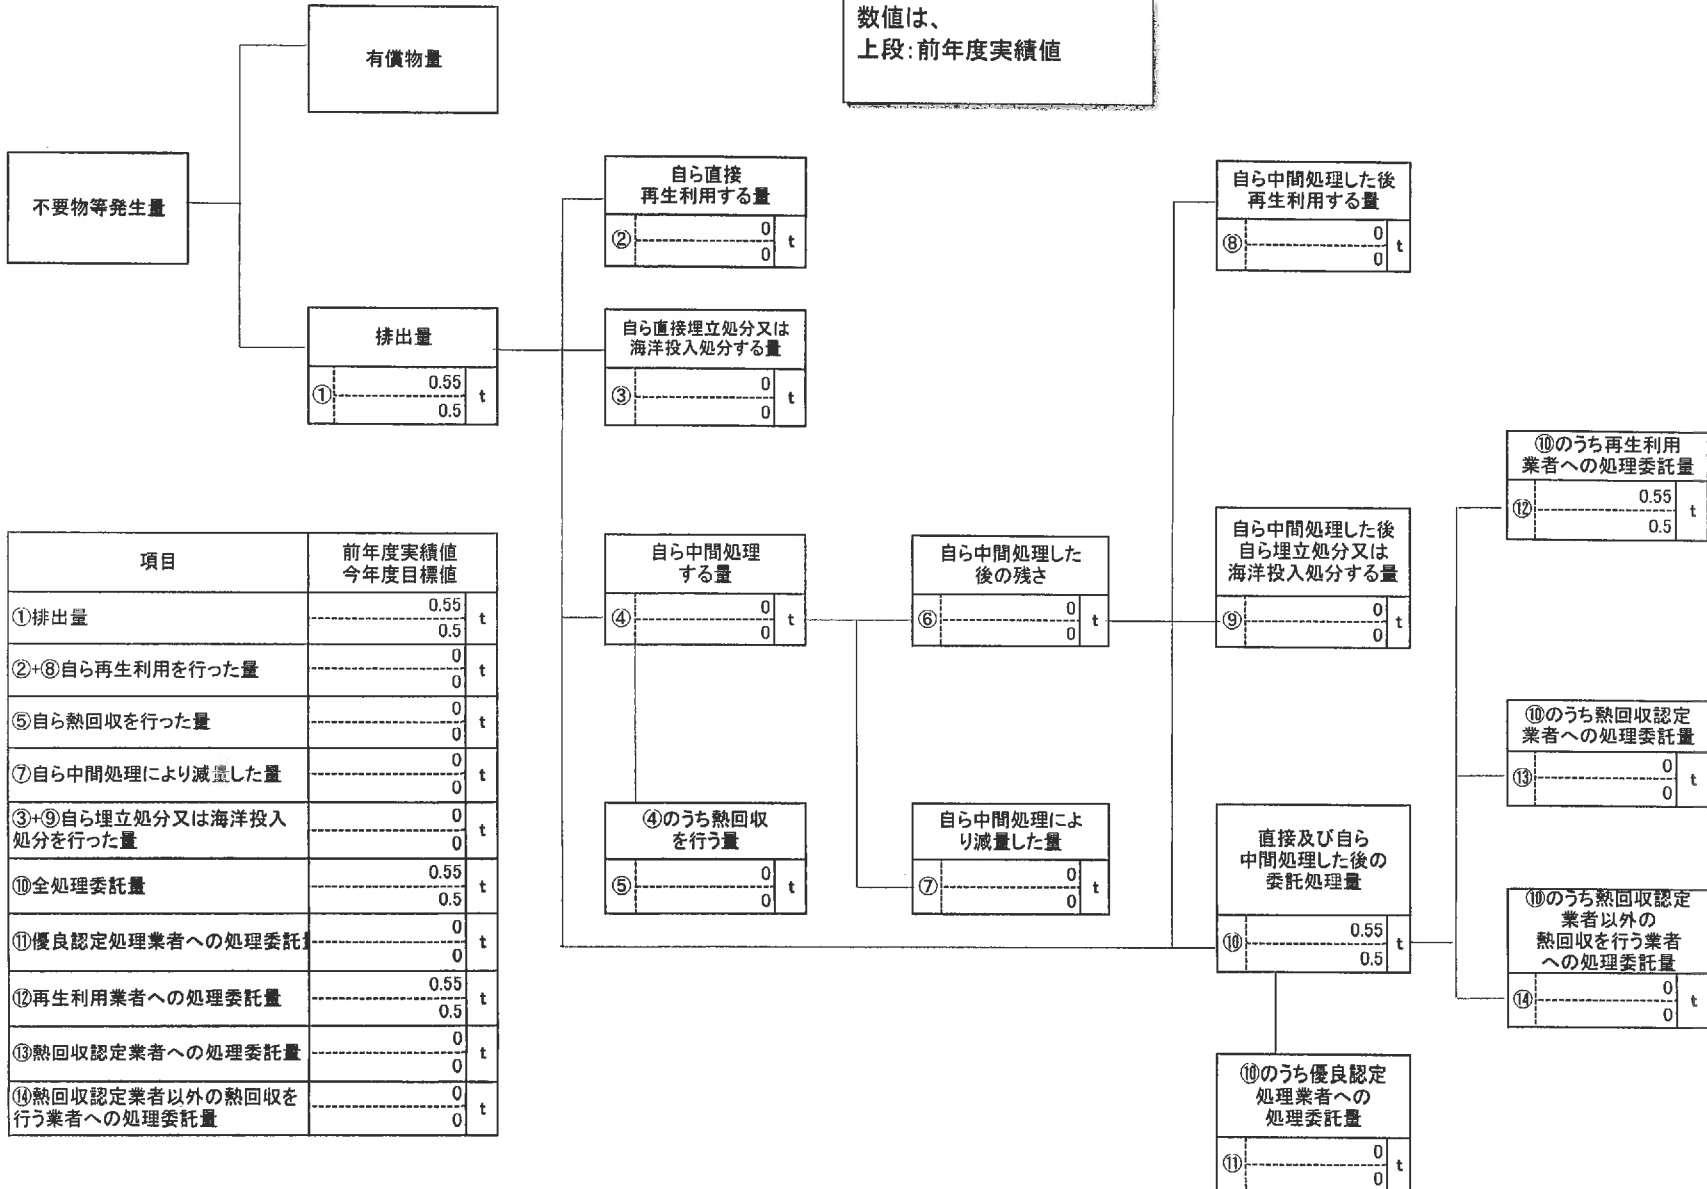 数値は、
上段：前年度実績値
有償物量
不要物等発生量
排出量
① 0.55 t
0.5
自ら直接
再生利用する量
② 0 t
0
自ら直接埋立処分又は
海洋投入処分する量
③ 0 t
0
自ら中間処理
する量
④ 0 t
0
④のうち熱回収
を行う量
⑤ 0 t
0
自ら中間処理した
後の残さ
⑥ 0 t
0
自ら中間処理によ
り減量した量
⑦ 0 t
0
自ら中間処理した後
再生利用する量
⑧ 0 t
0
自ら中間処理した後
自ら埋立処分又は
海洋投入処分する量
⑨ 0 t
0
直接及び自ら
中間処理した後の
委託処理量
⑩ 0.55 t
0.5
⑩のうち優良認定
処理業者への
処理委託量
⑪ 0 t
0
⑩のうち再生利用
業者への処理委託量
⑫ 0.55 t
0.5
⑩のうち熱回収認定
業者への処理委託量
⑬ 0 t
0
⑩のうち熱回収認定
業者以外の
熱回収を行う業者
への処理委託量
⑭ 0 t
0
項目 前年度実績値
今年度目標値
①排出量 0.55 t
0.5
②+⑧自ら再生利用を行った量 0 t
0
⑤自ら熱回収を行った量 0 t
0
⑦自ら中間処理により減量した量 0 t
0
③+⑨自ら埋立処分又は海洋投入 0 t
処分を行った量 0
⑩全処理委託量 0.55 t
0.5
⑪優良認定処理業者への処理委託 0 t
0
⑫再生利用業者への処理委託量 0.55 t
0.5
⑬熱回収認定業者への処理委託量 0 t
0
⑭熱回収認定業者以外の熱回収を 0 t
行う業者への処理委託量 0